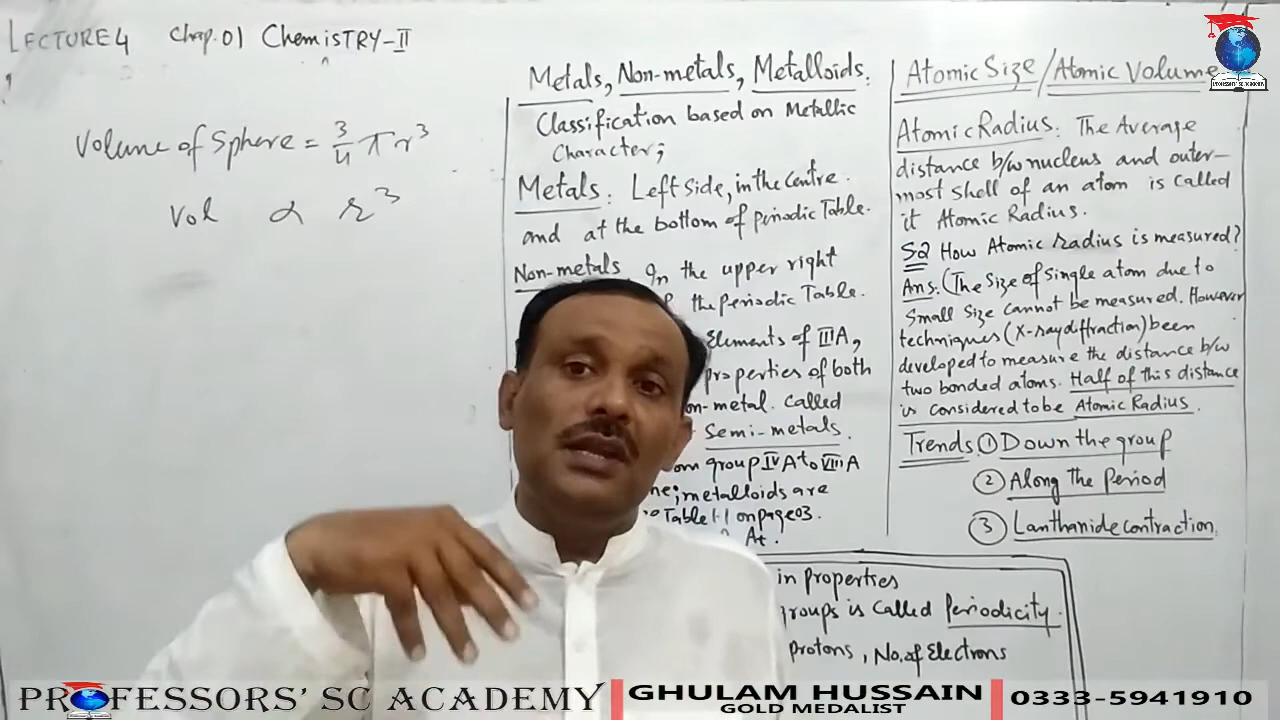 LECTURE 4 Chap. 01 CHEMISTRY-II
Volume of Sphere = 3/4 π r³
Vol ∝ r³
Metals, Non-metals, Metalloids.
Classification based on Metallic
Character;
Metals: Left Side, in the Centre.
and at the bottom of periodic Table.
Non-metals In the upper right
the Periodic Table.
Elements of IIIA,
properties of both
on-metal. Called
Semi-metals.
om group IVA to VIIIA
metalloids are
Table 1.1 on page 03.
At.
in properties
groups is called Periodicity.
protons, No. of Electrons
Atomic Size / Atomic Volume
Atomic Radius: The Average
distance b/w nucleus and outer-
most shell of an atom is called
it Atomic Radius.
SQ How Atomic radius is measured?
Ans. (The Size of Single atom due to
Small Size cannot be measured. However
techniques (X-ray diffraction) been
developed to measure the distance b/w
two bonded atoms. Half of this distance
is considered to be Atomic Radius.
Trends ① Down the group
② Along The Period
③ Lanthanide contraction.
PROFESSORS' SC ACADEMY
GHULAM HUSSAIN
GOLD MEDALIST
0333-5941910